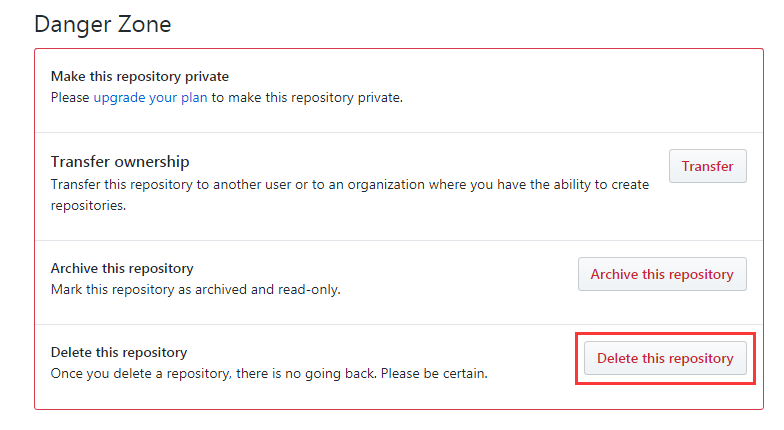 Danger Zone
Make this repository private
Please upgrade your plan to make this repository private.
Transfer ownership
Transfer
Transfer this repository to another user or to an organization where you have the ability to create
repositories.
Archive this repository
Archive this repository
Mark this repository as archived and read-only.
Delete this repository
Delete this repository
Once you delete a repository, there is no going back. Please be certain.